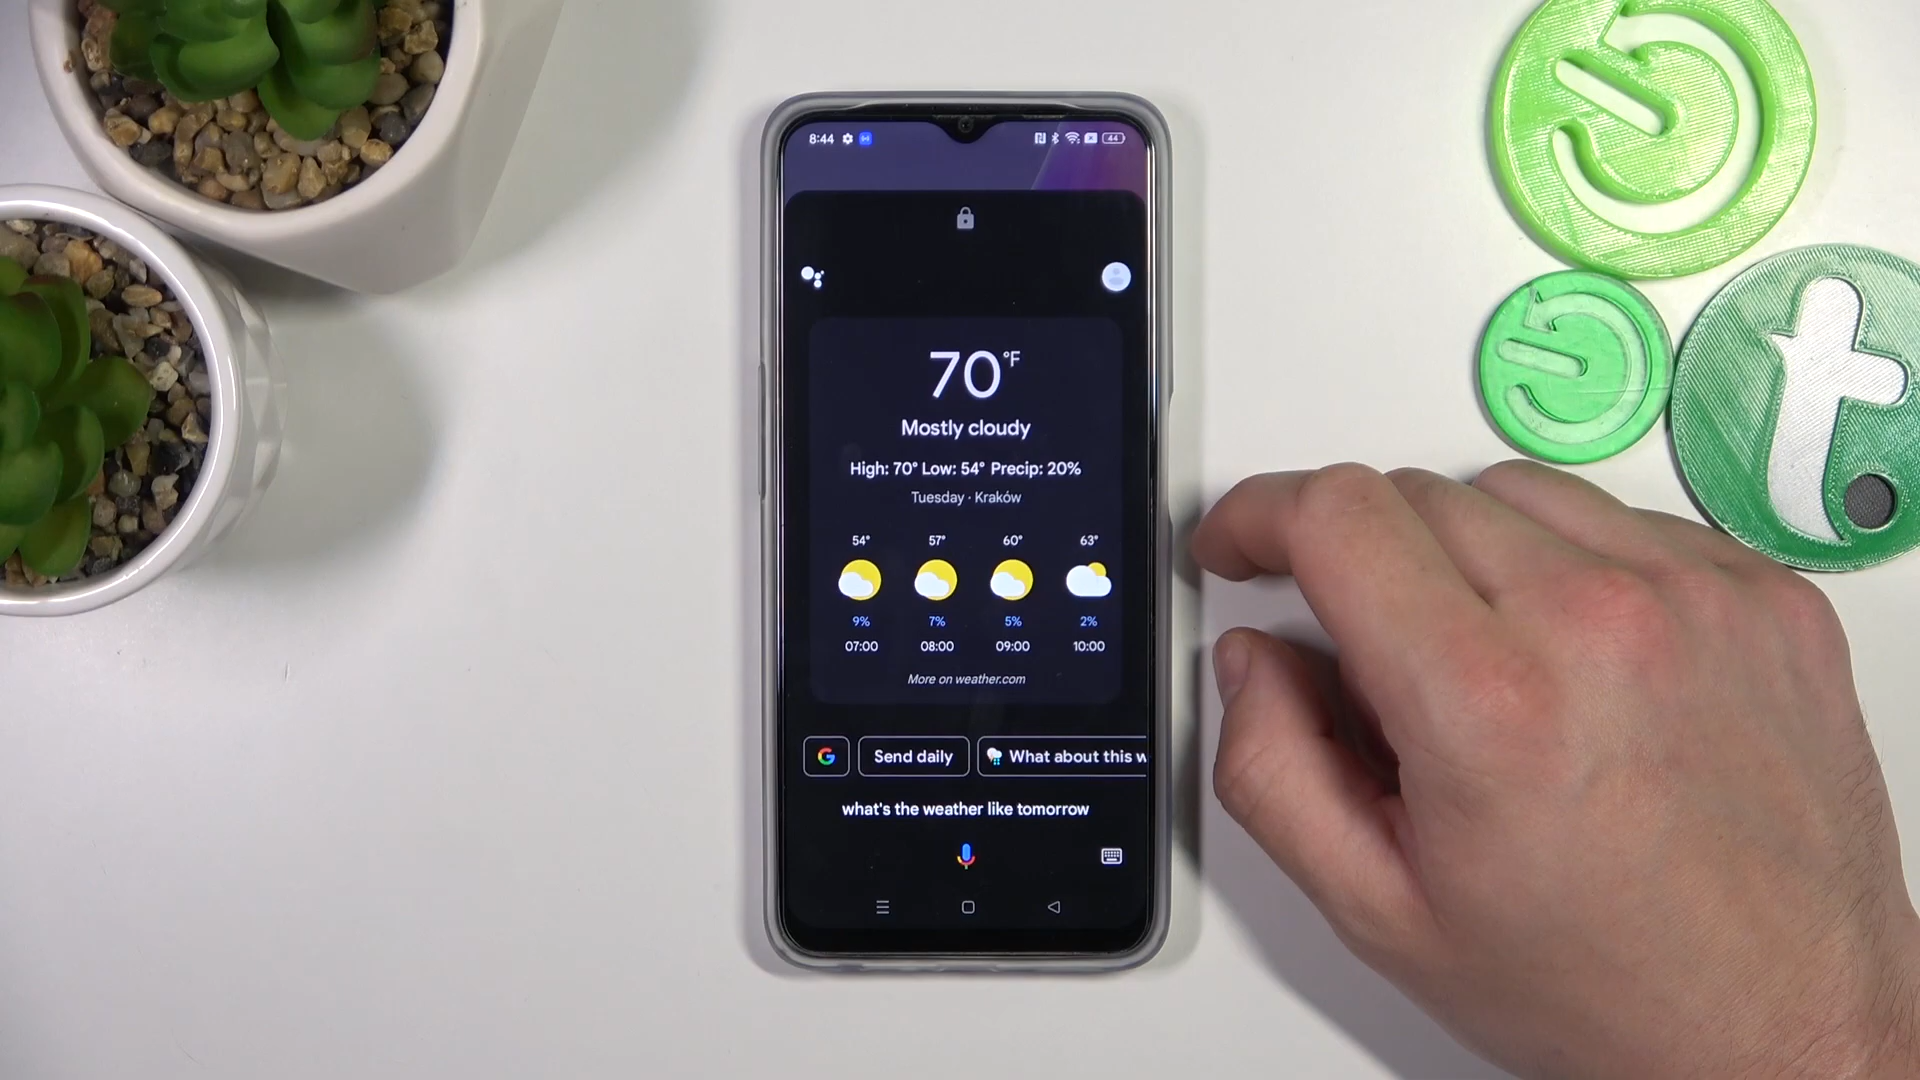 8:44
44
70°F
Mostly cloudy
High: 70° Low: 54° Precip: 20%
Tuesday · Kraków
54° 57° 60° 63°
9% 7% 5% 2%
07:00 08:00 09:00 10:00
More on weather.com
G Send daily What about this w
what's the weather like tomorrow
t